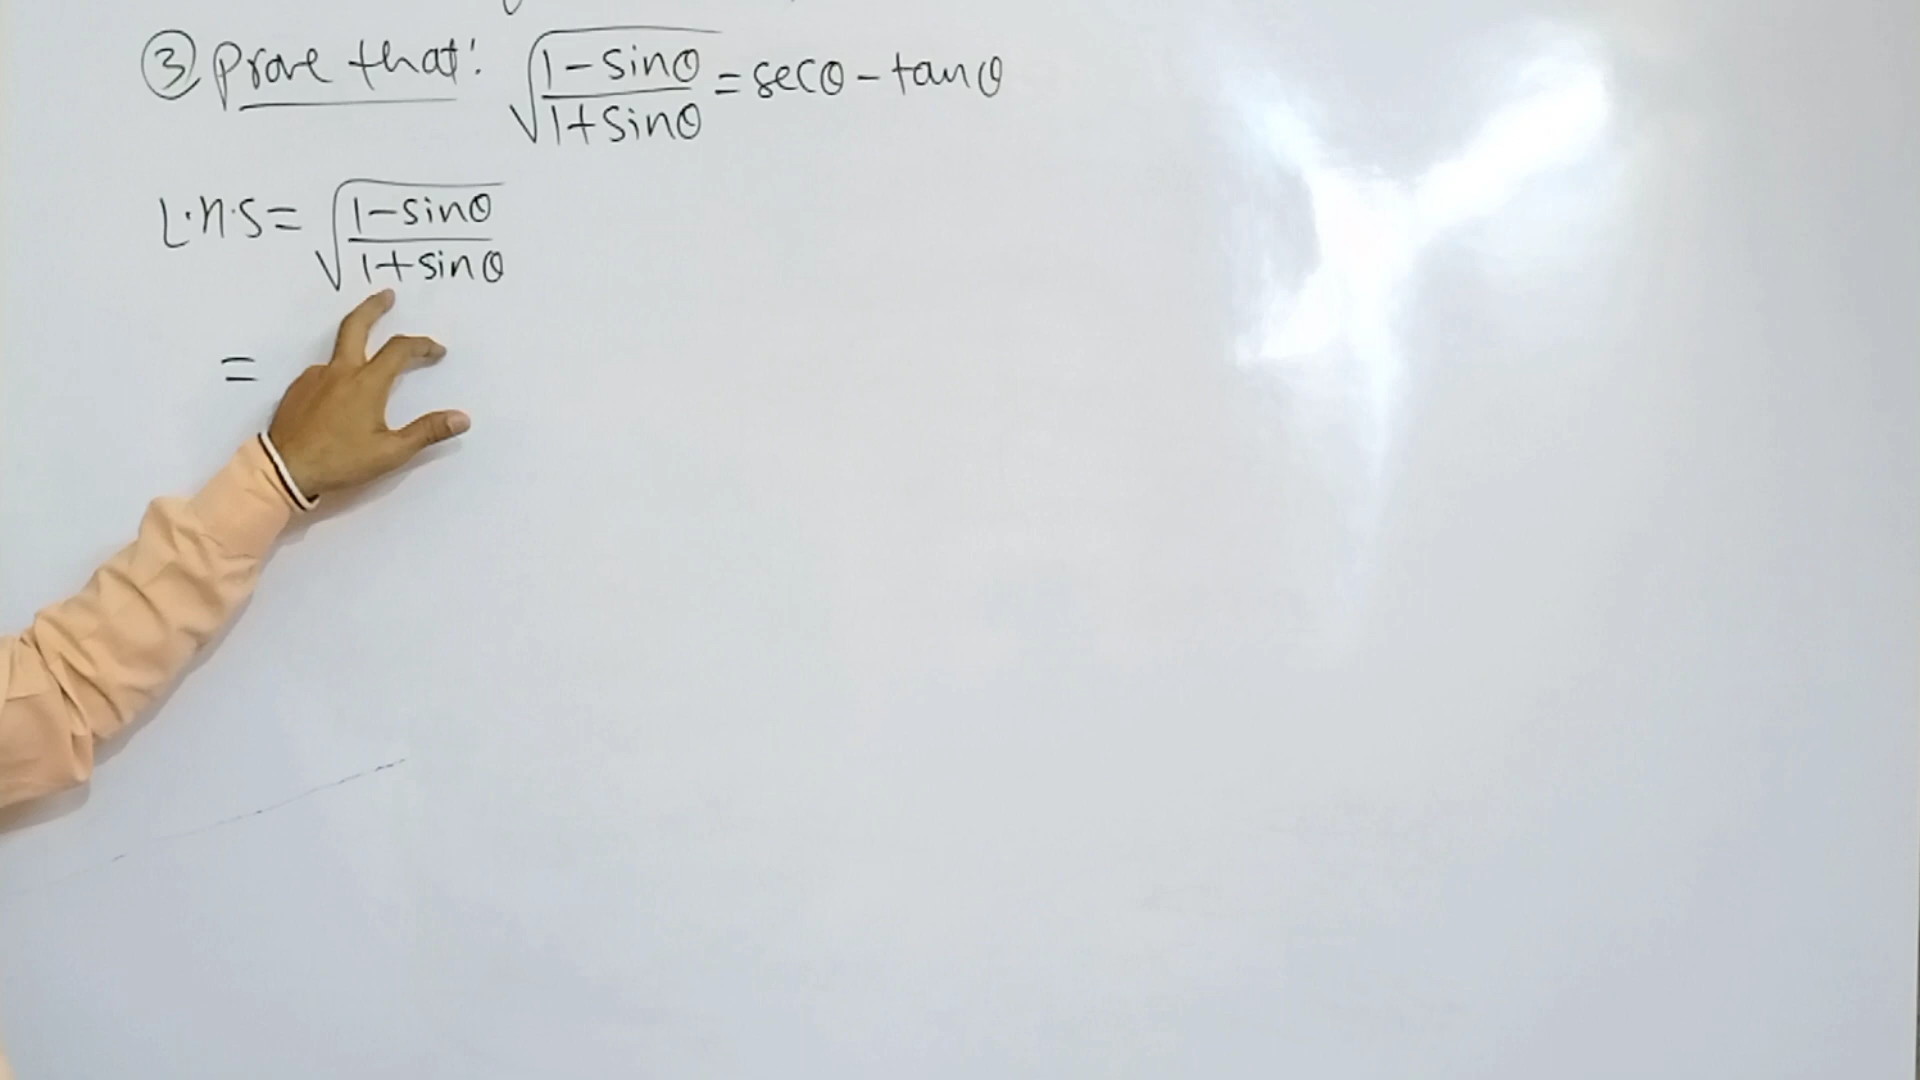 ③ Prove that: √(1-sinθ / 1+sinθ) = secθ - tanθ
L.H.S = √(1-sinθ / 1+sinθ)
=